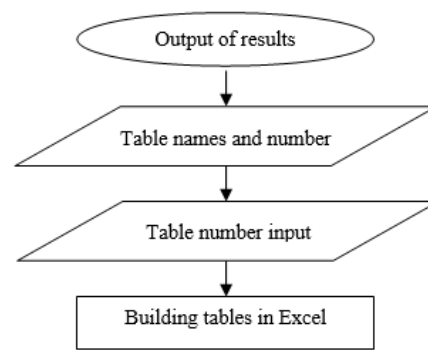 Output of results
Table names and number
Table number input
Building tables in Excel